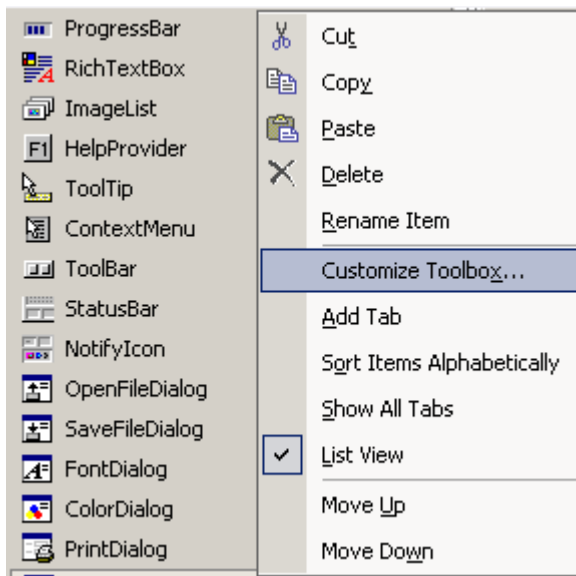 ProgressBar
RichTextBox
ImageList
F1 HelpProvider
ToolTip
ContextMenu
ToolBar
StatusBar
NotifyIcon
OpenFileDialog
SaveFileDialog
FontDialog
ColorDialog
PrintDialog
Cut
Copy
Paste
Delete
Rename Item
Customize Toolbox...
Add Tab
Sort Items Alphabetically
Show All Tabs
List View
Move Up
Move Down